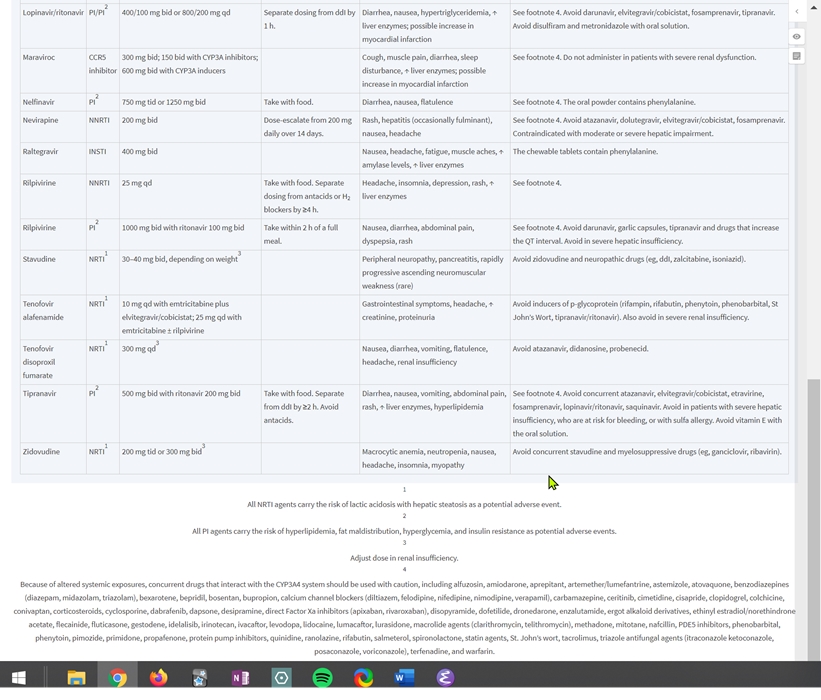 Lopinavir/ritonavir PI/PI2 400/100 mg bid or 800/200 mg qd Separate dosing from ddI by Diarrhea, nausea, hypertriglyceridemia, ↑ See footnote 4. Avoid darunavir, elvitegravir/cobicistat, fosamprenavir, tipranavir.
1 h. liver enzymes; possible increase in Avoid disulfiram and metronidazole with oral solution.
myocardial infarction
Maraviroc CCR5 300 mg bid; 150 bid with CYP3A inhibitors; Cough, muscle pain, diarrhea, sleep See footnote 4. Do not administer in patients with severe renal dysfunction.
inhibitor 600 mg bid with CYP3A inducers disturbance, ↑ liver enzymes; possible
increase in myocardial infarction
Nelfinavir PI2 750 mg tid or 1250 mg bid Take with food. Diarrhea, nausea, flatulence See footnote 4. The oral powder contains phenylalanine.
Nevirapine NNRTI 200 mg bid Dose-escalate from 200 mg Rash, hepatitis (occasionally fulminant), See footnote 4. Avoid atazanavir, dolutegravir, elvitegravir/cobicistat, fosamprenavir.
daily over 14 days. nausea, headache Contraindicated with moderate or severe hepatic impairment.
Raltegravir INSTI 400 mg bid Nausea, headache, fatigue, muscle aches, ↑ The chewable tablets contain phenylalanine.
amylase levels, ↑ liver enzymes
Rilpivirine NNRTI 25 mg qd Take with food. Separate Headache, insomnia, depression, rash, ↑ See footnote 4.
dosing from antacids or H2 liver enzymes
blockers by ≥4 h.
Rilpivirine PI2 1000 mg bid with ritonavir 100 mg bid Take within 2 h of a full Nausea, diarrhea, abdominal pain, See footnote 4. Avoid darunavir, garlic capsules, tipranavir and drugs that increase
meal. dyspepsia, rash the QT interval. Avoid in severe hepatic insufficiency.
Stavudine NRTI1 30–40 mg bid, depending on weight3 Peripheral neuropathy, pancreatitis, rapidly Avoid zidovudine and neuropathic drugs (eg, ddI, zalcitabine, isoniazid).
progressive ascending neuromuscular
weakness (rare)
Tenofovir NRTI1 10 mg qd with emtricitabine plus Gastrointestinal symptoms, headache, ↑ Avoid inducers of p-glycoprotein (rifampin, rifabutin, phenytoin, phenobarbital, St
alafenamide elvitegravir/cobicistat; 25 mg qd with creatinine, proteinuria John's Wort, tipranavir/ritonavir). Also avoid in severe renal insufficiency.
emtricitabine ± rilpivirine
Tenofovir NRTI1 300 mg qd3 Nausea, diarrhea, vomiting, flatulence, Avoid atazanavir, didanosine, probenecid.
disoproxil headache, renal insufficiency
fumarate
Tipranavir PI2 500 mg bid with ritonavir 200 mg bid Take with food. Separate Diarrhea, nausea, vomiting, abdominal pain, See footnote 4. Avoid concurrent atazanavir, elvitegravir/cobicistat, etravirine,
from ddI by ≥2 h. Avoid rash, ↑ liver enzymes, hyperlipidemia fosamprenavir, lopinavir/ritonavir, saquinavir. Avoid in patients with severe hepatic
antacids. insufficiency, who are at risk for bleeding, or with sulfa allergy. Avoid vitamin E with
the oral solution.
Zidovudine NRTI1 200 mg tid or 300 mg bid3 Macrocytic anemia, neutropenia, nausea, Avoid concurrent stavudine and myelosuppressive drugs (eg, ganciclovir, ribavirin).
headache, insomnia, myopathy
1
All NRTI agents carry the risk of lactic acidosis with hepatic steatosis as a potential adverse event.
2
All PI agents carry the risk of hyperlipidemia, fat maldistribution, hyperglycemia, and insulin resistance as potential adverse events.
3
Adjust dose in renal insufficiency.
4
Because of altered systemic exposures, concurrent drugs that interact with the CYP3A4 system should be used with caution, including alfuzosin, amiodarone, aprepitant, artemether/lumefantrine, astemizole, atovaquone, benzodiazepines
(diazepam, midazolam, triazolam), bexarotene, bepridil, bosentan, bupropion, calcium channel blockers (diltiazem, felodipine, nifedipine, nimodipine, verapamil), carbamazepine, ceritinib, cimetidine, cisapride, clopidogrel, colchicine,
conivaptan, corticosteroids, cyclosporine, dabrafenib, dapsone, desipramine, direct Factor Xa inhibitors (apixaban, rivaroxaban), disopyramide, dofetilide, dronedarone, enzalutamide, ergot alkaloid derivatives, ethinyl estradiol/norethindrone
acetate, flecainide, fluticasone, gestodene, idelalisib, irinotecan, ivacaftor, levodopa, lidocaine, lumacaftor, lurasidone, macrolide agents (clarithromycin, telithromycin), methadone, mitotane, nafcillin, PDE5 inhibitors, phenobarbital,
phenytoin, pimozide, primidone, propafenone, protein pump inhibitors, quinidine, ranolazine, rifabutin, salmeterol, spironolactone, statin agents, St. John's wort, tacrolimus, triazole antifungal agents (itraconazole ketoconazole,
posaconazole, voriconazole), terfenadine, and warfarin.